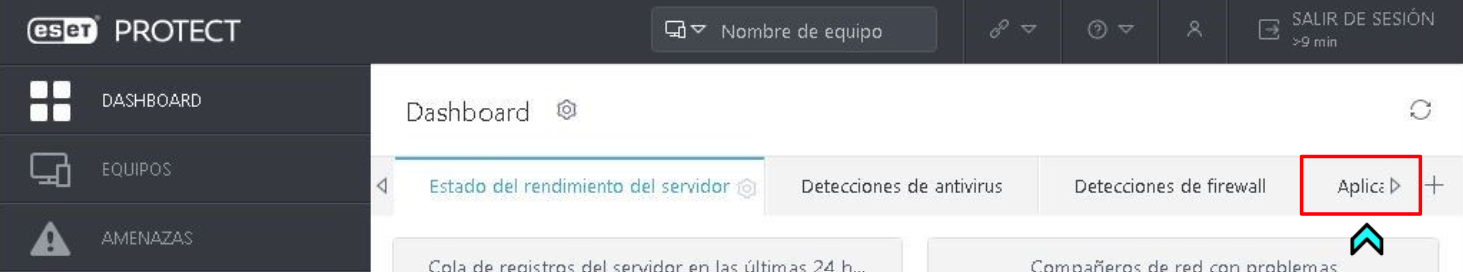 eset PROTECT
Nombre de equipo
SALIR DE SESIÓN
>9 min
DASHBOARD
EQUIPOS
AMENAZAS
Dashboard
Estado del rendimiento del servidor
Detecciones de antivirus
Detecciones de firewall
Aplica
Cola de registros del servidor en las últimas 24 h...
Compañeros de red con problemas